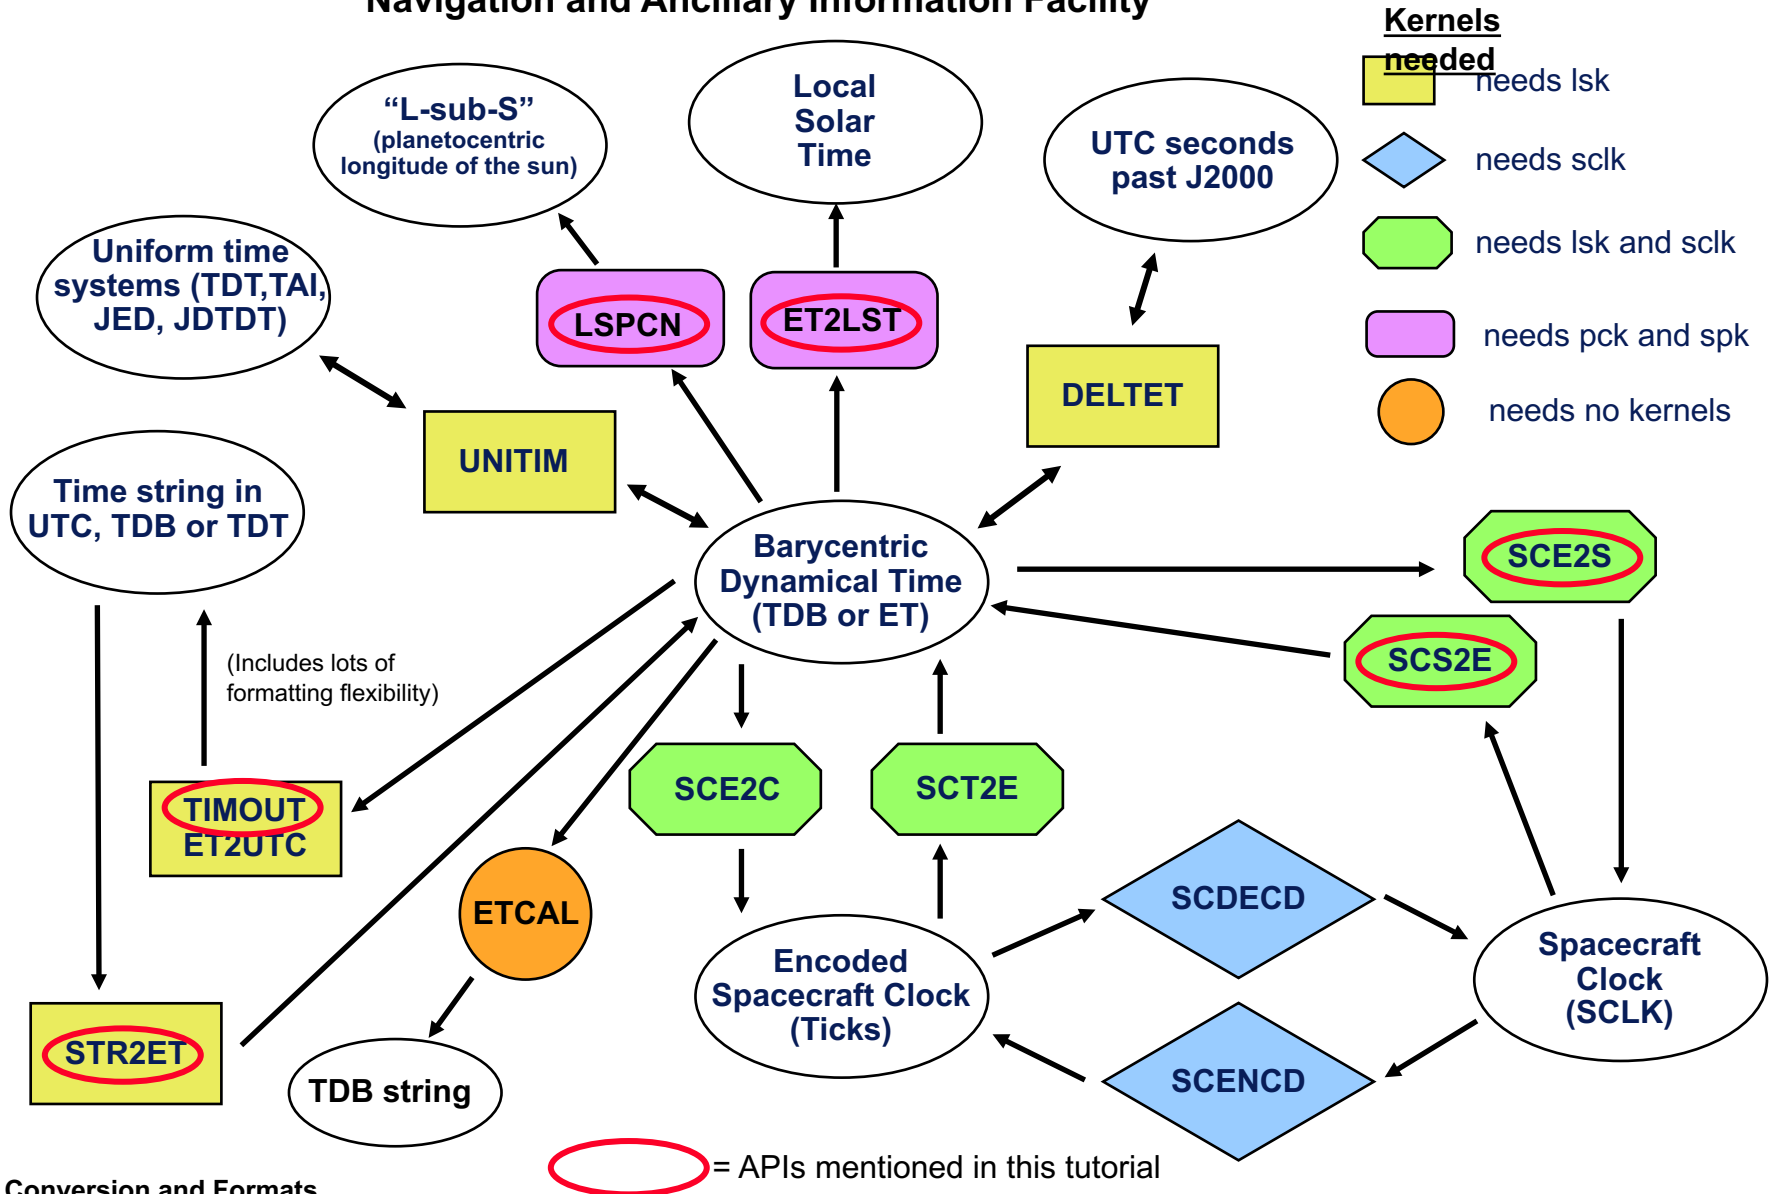 Navigation and Ancillary Information Facility
Kernels
needed
needs lsk
needs sclk
needs lsk and sclk
needs pck and spk
needs no kernels
“L-sub-S”
(planetocentric
longitude of the sun)
Local
Solar
Time
UTC seconds
past J2000
Uniform time
systems (TDT,TAI,
JED, JDTDT)
LSPCN
ET2LST
DELTET
UNITIM
Time string in
UTC, TDB or TDT
Barycentric
Dynamical Time
(TDB or ET)
SCE2S
SCS2E
(Includes lots of
formatting flexibility)
TIMOUT
ET2UTC
SCE2C
SCT2E
ETCAL
SCDECD
Encoded
Spacecraft Clock
(Ticks)
Spacecraft
Clock
(SCLK)
STR2ET
TDB string
SCENCD
= APIs mentioned in this tutorial
Conversion and Formats